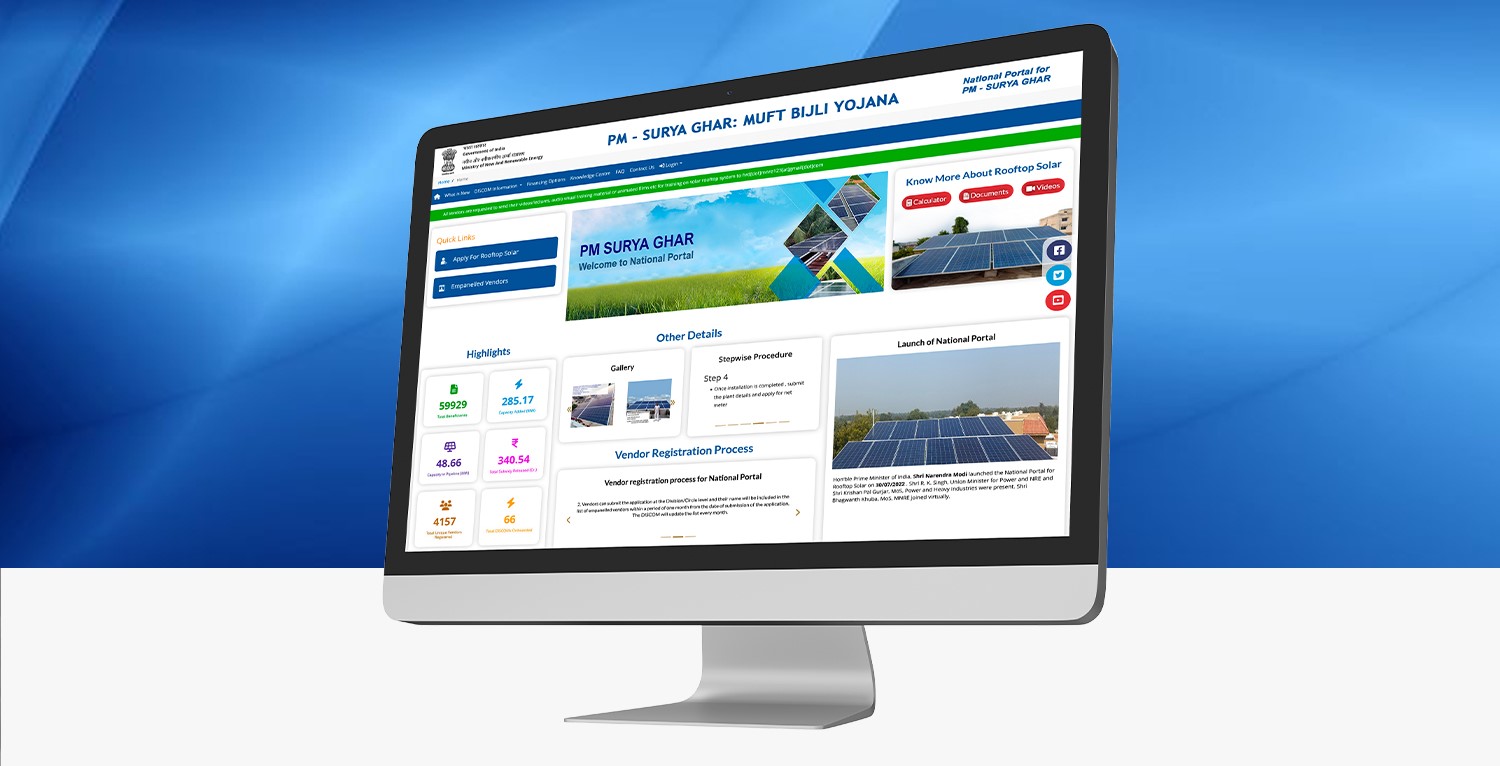 भारत सरकार
Government of India
नवीन और नवीकरणीय ऊर्जा मंत्रालय
Ministry of New And Renewable Energy
PM - SURYA GHAR: MUFT BIJLI YOJANA
National Portal for
PM - SURYA GHAR
Home / Home
What is New DISCOM Information Financing Options Knowledge Center FAQ Contact Us Login
All vendors are requested to send their videos/lectures, audio visual training material or animated films etc for training on solar rooftop system to
Quick Links
Apply For Rooftop Solar
Empanelled Vendors
PM SURYA GHAR
Welcome to National Portal
Know More About Rooftop Solar
Calculator
Documents
Videos
Highlights
59929
Total Beneficiaries
285.17
Capacity Added (MW)
48.66
Capacity in Pipeline (MW)
340.54
Total Subsidy Released
4157
Total Unique Vendors
Registered
66
Total DISCOMs Onboarded
Other Details
Gallery
Stepwise Procedure
Step 4
• Once installation is completed , submit
the plant details and apply for net
meter
Vendor Registration Process
Vendor registration process for National Portal
2. Vendors can submit the application at the Division/Circle level and their name will be included in the
list of empanelled vendors within a period of one month from the date of submission of the application.
The DISCOM will update the list every month.
Launch of National Portal
Hon'ble Prime Minister of India, Shri Narendra Modi launched the National Portal for
Rooftop Solar on 30/07/2022 . Shri R. K. Singh, Union Minister for Power and NRE and
Shri Krishan Pal Gurjar, MoS, Power and Heavy Industries were present. Shri
Bhagwanth Khuba, MoS, MNRE joined virtually.